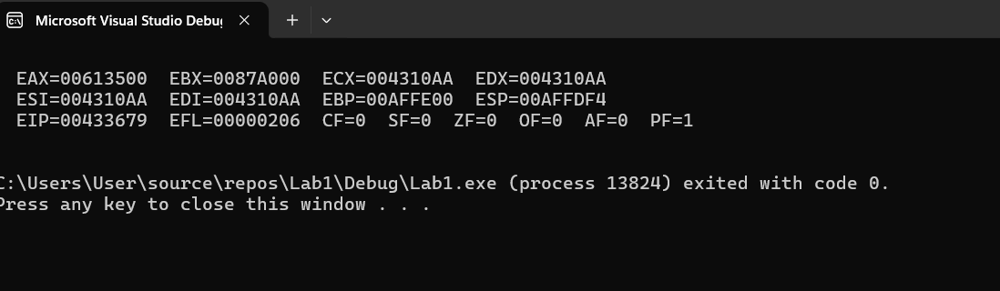 Microsoft Visual Studio Debug
EAX=00613500 EBX=0087A000 ECX=004310AA EDX=004310AA
ESI=004310AA EDI=004310AA EBP=00AFFE00 ESP=00AFFDF4
EIP=00433679 EFL=00000206 CF=0 SF=0 ZF=0 OF=0 AF=0 PF=1
C:\Users\User\source\repos\Lab1\Debug\Lab1.exe (process 13824) exited with code 0.
Press any key to close this window . . .